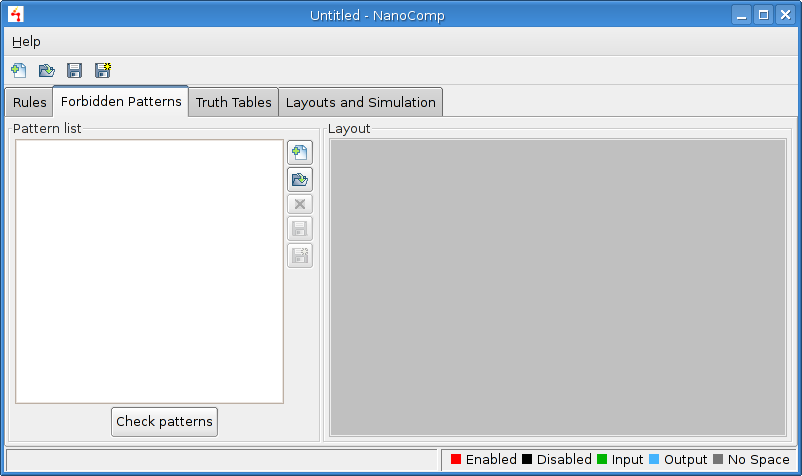 Untitled - NanoComp
Help
Rules Forbidden Patterns Truth Tables Layouts and Simulation
Pattern list Layout
Check patterns
Enabled Disabled Input Output No Space